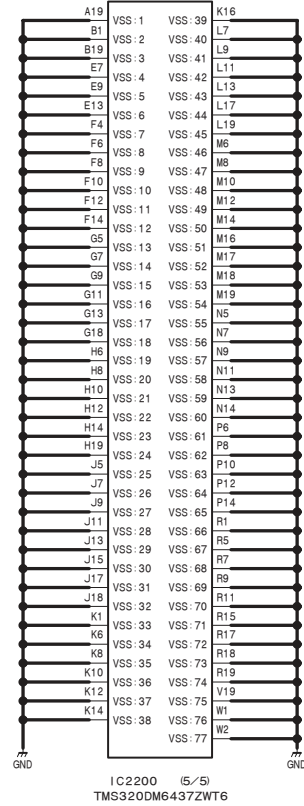 A19 VSS:1 VSS:39 K16
B1 VSS:2 VSS:40 L7
B19 VSS:3 VSS:41 L9
E7 VSS:4 VSS:42 L11
E9 VSS:5 VSS:43 L13
E13 VSS:6 VSS:44 L17
F4 VSS:7 VSS:45 L19
F6 VSS:8 VSS:46 M6
F8 VSS:9 VSS:47 M8
F10 VSS:10 VSS:48 M10
F12 VSS:11 VSS:49 M12
F14 VSS:12 VSS:50 M14
G5 VSS:13 VSS:51 M16
G7 VSS:14 VSS:52 M17
G9 VSS:15 VSS:53 M18
G11 VSS:16 VSS:54 M19
G13 VSS:17 VSS:55 N5
G18 VSS:18 VSS:56 N7
H6 VSS:19 VSS:57 N9
H8 VSS:20 VSS:58 N11
H10 VSS:21 VSS:59 N13
H12 VSS:22 VSS:60 N14
H14 VSS:23 VSS:61 P6
H19 VSS:24 VSS:62 P8
J5 VSS:25 VSS:63 P10
J7 VSS:26 VSS:64 P12
J9 VSS:27 VSS:65 P14
J11 VSS:28 VSS:66 R1
J13 VSS:29 VSS:67 R5
J15 VSS:30 VSS:68 R7
J17 VSS:31 VSS:69 R9
J18 VSS:32 VSS:70 R11
K1 VSS:33 VSS:71 R15
K6 VSS:34 VSS:72 R17
K8 VSS:35 VSS:73 R18
K10 VSS:36 VSS:74 R19
K12 VSS:37 VSS:75 V19
K14 VSS:38 VSS:76 W1
VSS:77 W2
GND GND
IC2200 (5/5)
TMS320DM6437ZWT6